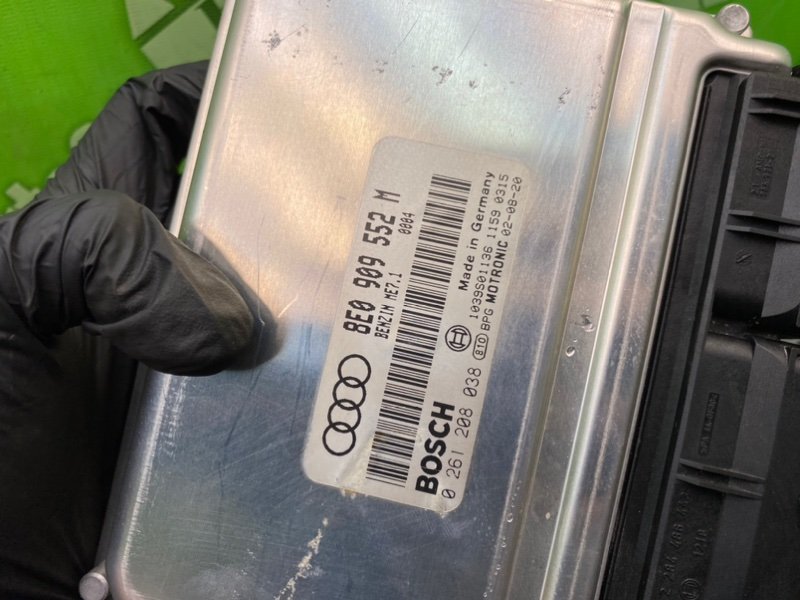 8E0 909 552 M
BENZIN ME7.1 0004
Made in Germany
1039S01136 1159 0315
810 BPG MOTRONIC 02-08-20
BOSCH
0 261 208 038